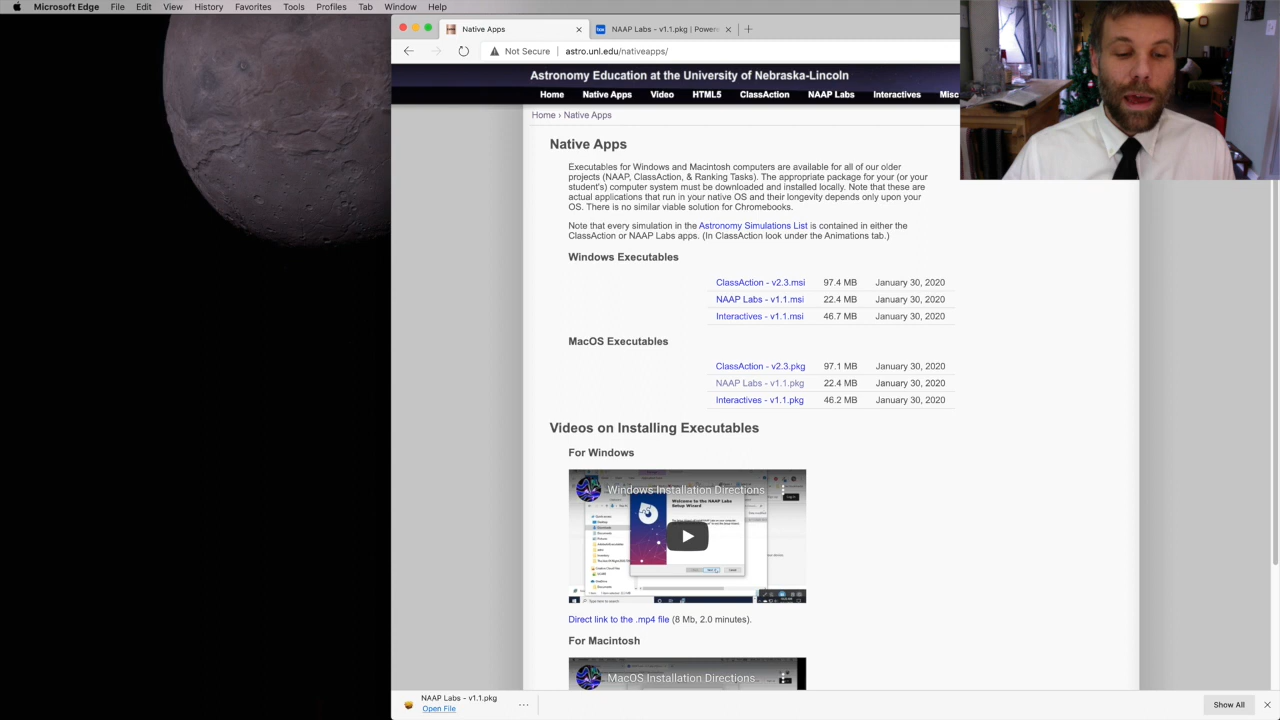 Microsoft Edge File Edit View History Favorites Tools Profiles Tab Window Help
Native Apps
NAAP Labs - v1.1.pkg | Powere
Not Secure | astro.unl.edu/nativeapps/
Astronomy Education at the University of Nebraska-Lincoln
Home Native Apps Video HTML5 ClassAction NAAP Labs Interactives Misc
Home › Native Apps
Native Apps
Executables for Windows and Macintosh computers are available for all of our older
projects (NAAP, ClassAction, & Ranking Tasks). The appropriate package for your (or your
student's) computer system must be downloaded and installed locally. Note that these are
actual applications that run in your native OS and their longevity depends only upon your
OS. There is no similar viable solution for Chromebooks.
Note that every simulation in the Astronomy Simulations List is contained in either the
ClassAction or NAAP Labs apps. (In ClassAction look under the Animations tab.)
Windows Executables
ClassAction - v2.3.msi 97.4 MB January 30, 2020
NAAP Labs - v1.1.msi 22.4 MB January 30, 2020
Interactives - v1.1.msi 46.7 MB January 30, 2020
MacOS Executables
ClassAction - v2.3.pkg 97.1 MB January 30, 2020
NAAP Labs - v1.1.pkg 22.4 MB January 30, 2020
Interactives - v1.1.pkg 46.2 MB January 30, 2020
Videos on Installing Executables
For Windows
Windows Installation Directions
Welcome to the NAAP Labs
Setup Wizard
Direct link to the .mp4 file (8 Mb, 2.0 minutes).
For Macintosh
MacOS Installation Directions
NAAP Labs - v1.1.pkg
Open File
Show All